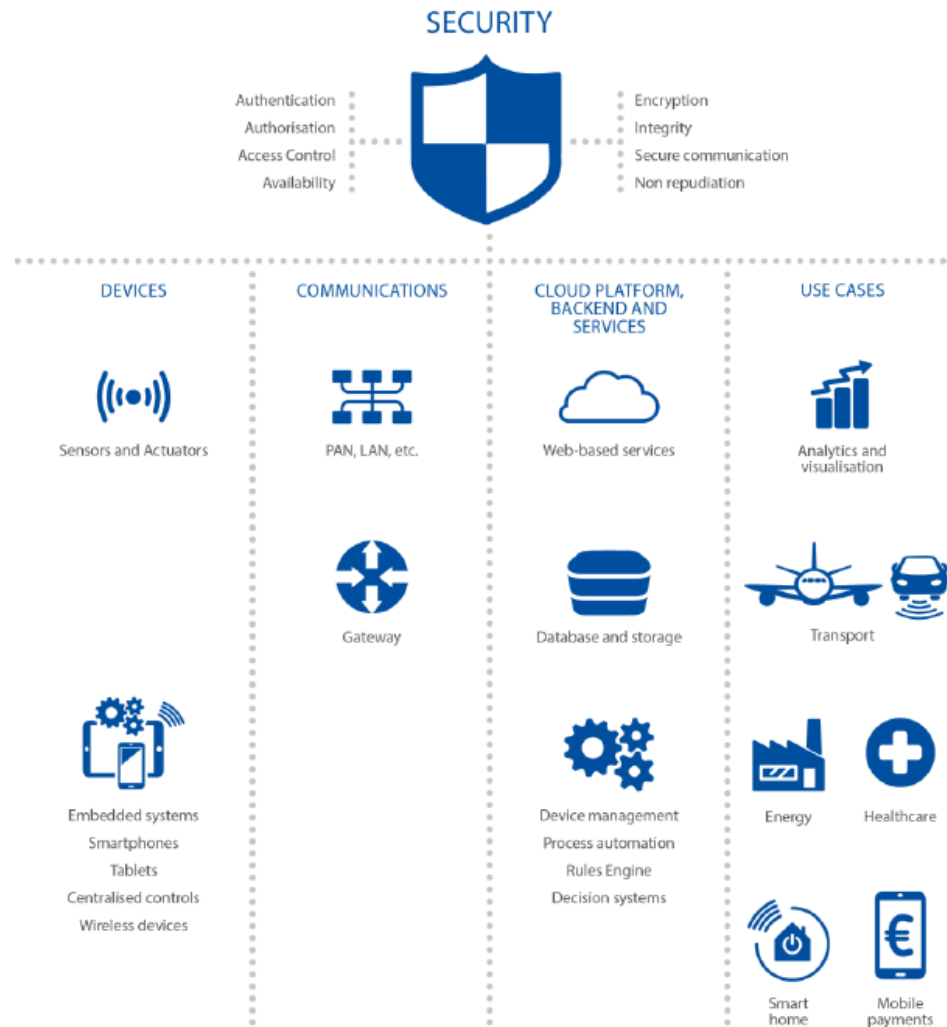 SECURITY
Authentication
Authorisation
Access Control
Availability
Encryption
Integrity
Secure communication
Non repudiation
DEVICES
Sensors and Actuators
Embedded systems
Smartphones
Tablets
Centralised controls
Wireless devices
COMMUNICATIONS
PAN, LAN, etc.
Gateway
CLOUD PLATFORM,
BACKEND AND
SERVICES
Web-based services
Database and storage
Device management
Process automation
Rules Engine
Decision systems
USE CASES
Analytics and
visualisation
Transport
Energy
Healthcare
Smart
home
€
Mobile
payments